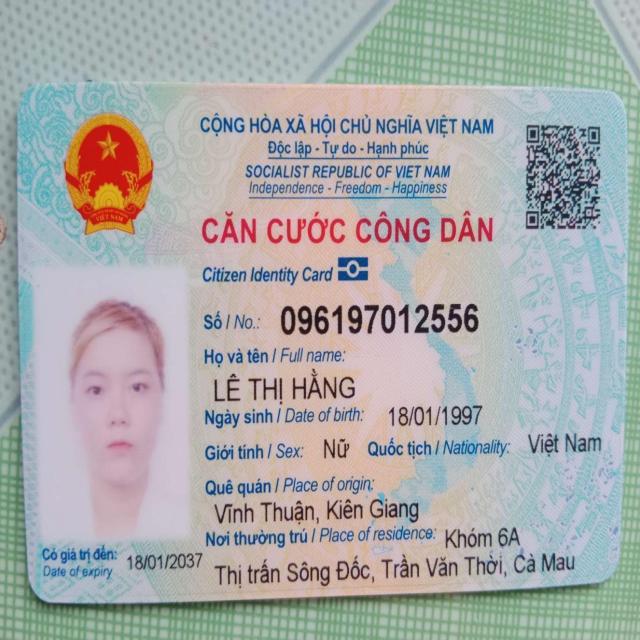 CỘNG HÒA XÃ HỘI CHỦ NGHĨA VIỆT NAM
Độc lập - Tự do - Hạnh phúc
SOCIALIST REPUBLIC OF VIET NAM
Independence - Freedom - Happiness
VIỆT NAM
CĂN CƯỚC CÔNG DÂN
Citizen Identity Card
Số / No.: 096197012556
Họ và tên / Full name:
LÊ THỊ HẰNG
Ngày sinh / Date of birth: 18/01/1997
Giới tính / Sex: Nữ Quốc tịch / Nationality: Việt Nam
Quê quán / Place of origin:
Vĩnh Thuận, Kiên Giang
Nơi thường trú / Place of residence: Khóm 6A
Thị trấn Sông Đốc, Trần Văn Thời, Cà Mau
Có giá trị đến: 18/01/2037
Date of expiry